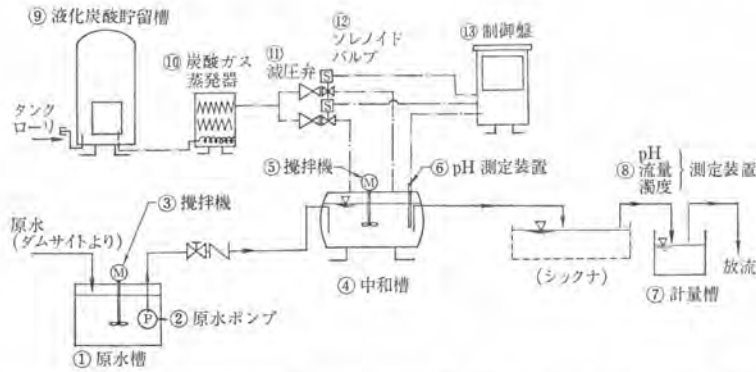 ⑨ 液化炭酸貯留槽
⑫
ソレノイド
バルブ
⑬ 制御盤
⑩ 炭酸ガス
蒸発器
⑪
減圧弁
S
S
タンク
ローリ
⑤ 攪拌機
M
⑥ pH 測定装置
⑧ pH
流量
濁度
測定装置
③ 攪拌機
原水
(ダムサイトより)
M
P
② 原水ポンプ
① 原水槽
④ 中和槽
(シックナ)
⑦ 計量槽
放流